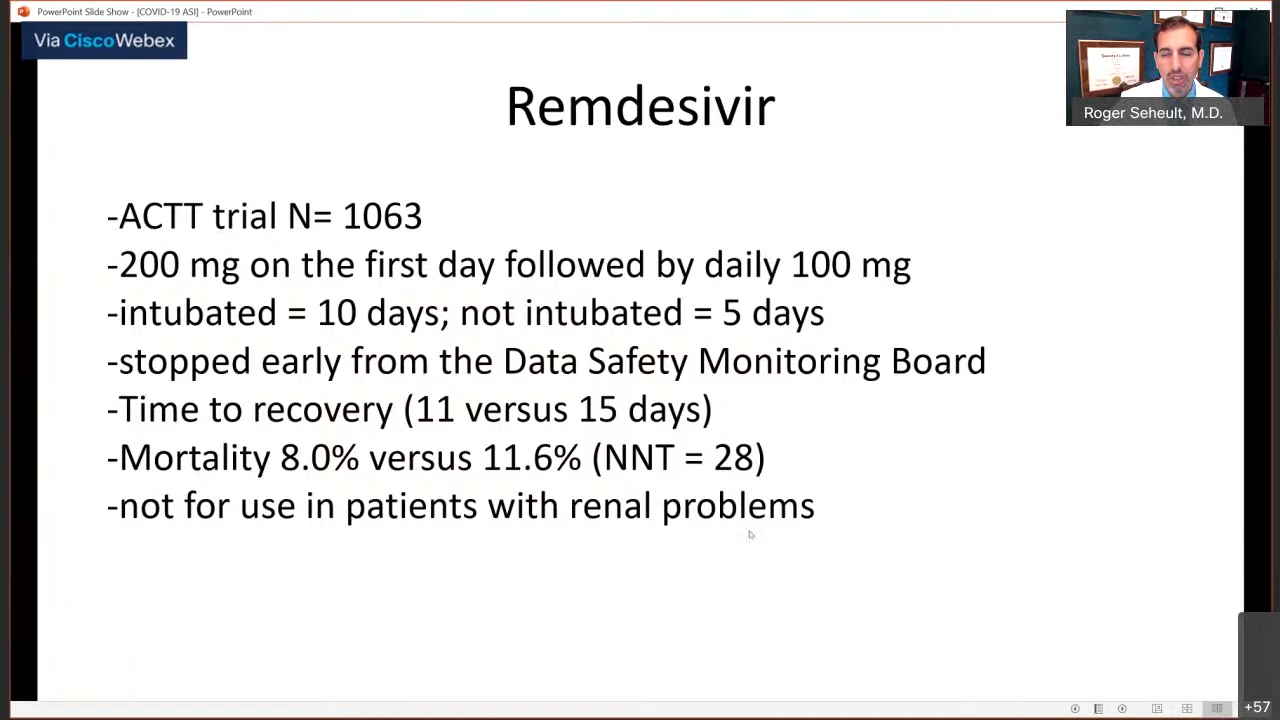 PowerPoint Slide Show - [COVID-19 ASI] - PowerPoint
Via CiscoWebex
Roger Seheult, M.D.
Remdesivir
-ACTT trial N= 1063
-200 mg on the first day followed by daily 100 mg
-intubated = 10 days; not intubated = 5 days
-stopped early from the Data Safety Monitoring Board
-Time to recovery (11 versus 15 days)
-Mortality 8.0% versus 11.6% (NNT = 28)
-not for use in patients with renal problems
+57